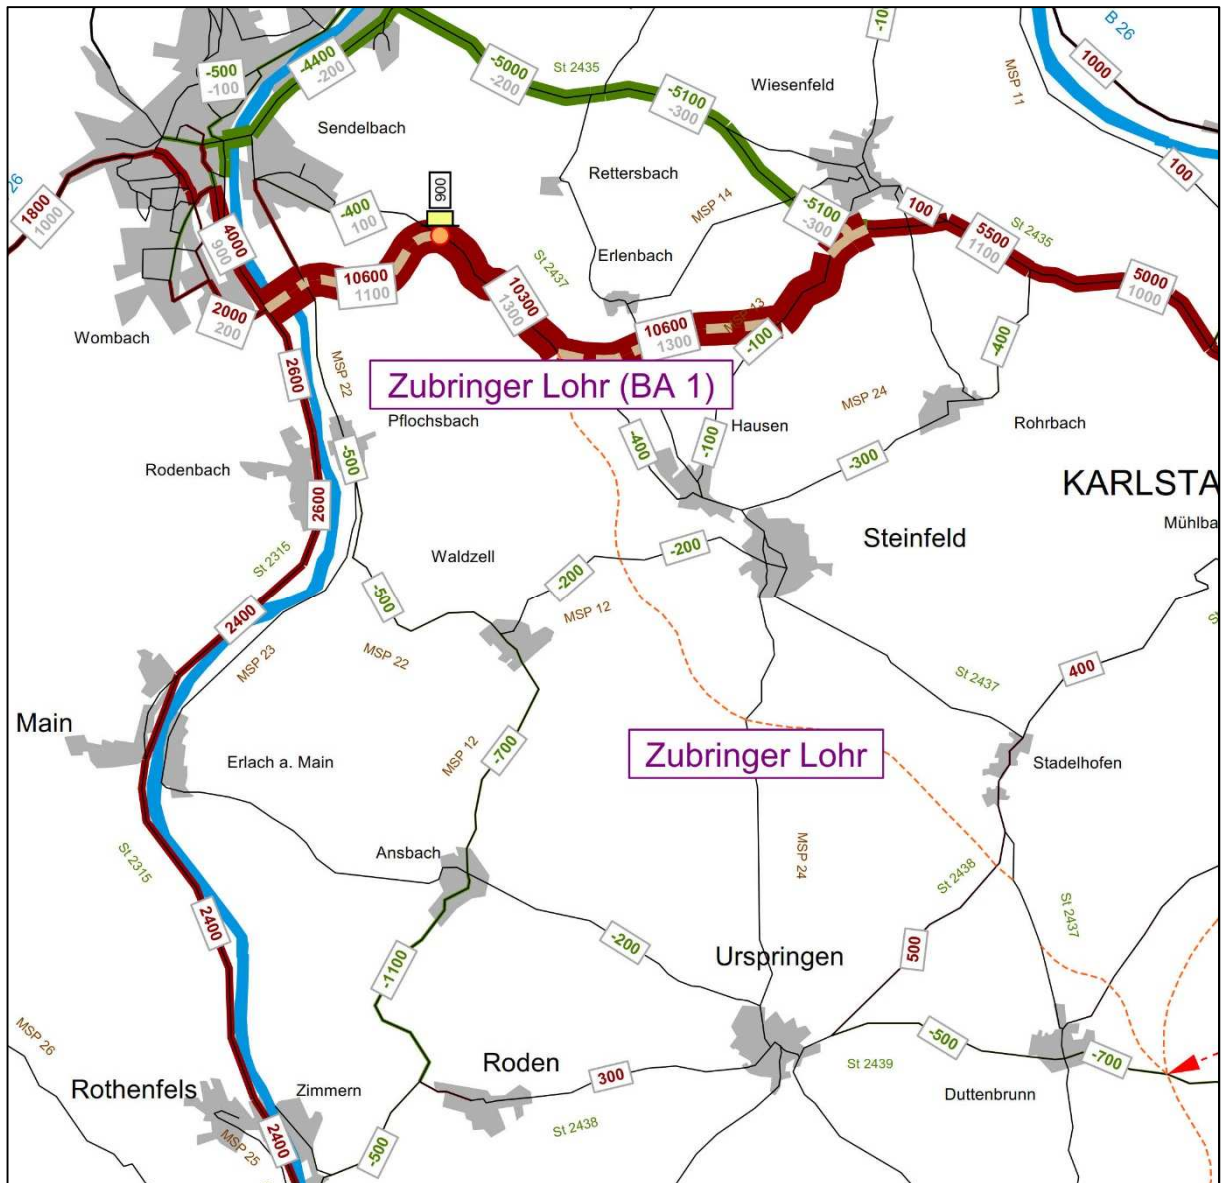 B 26
-4400
-200
-500
-100
-5000
-200
St 2435
-5100
-300
-10
Wiesenfeld
MSP 11
1000
Sendelbach
Rettersbach
MSP 14
100
26
1800
1000
4000
900
-400
100
900
-5100
-300
100
5500
1100
St 2435
St 2437
Erlenbach
10600
1100
10300
1300
5000
1000
2000
200
10600
1300
MSP 13
-100
-400
Wombach
2600
MSP 22
Zubringer Lohr (BA 1)
Pflochsbach
MSP 24
-400
-100
Hausen
Rohrbach
-500
-300
Rodenbach
KARLSTA
2600
Mühlba
Waldzell
-200
Steinfeld
St 2315
-200
-500
2400
MSP 12
MSP 23
MSP 22
St 2437
400
Main
MSP 12
-700
Zubringer Lohr
Erlach a. Main
Stadelhofen
St 2315
Ansbach
MSP 24
St 2438
St 2437
2400
-200
500
Urspringen
-1100
MSP 26
-500
-700
Roden
300
St 2439
Rothenfels
Zimmern
Duttenbrunn
St 2438
MSP 25
2400
-500